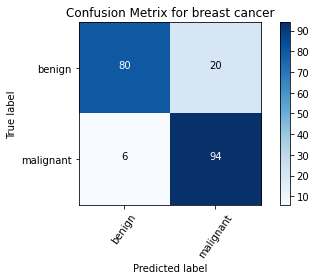 Confusion Metrix for breast cancer
True label
benign
malignant
80
20
6
94
benign
malignant
Predicted label
90
80
70
60
50
40
30
20
10